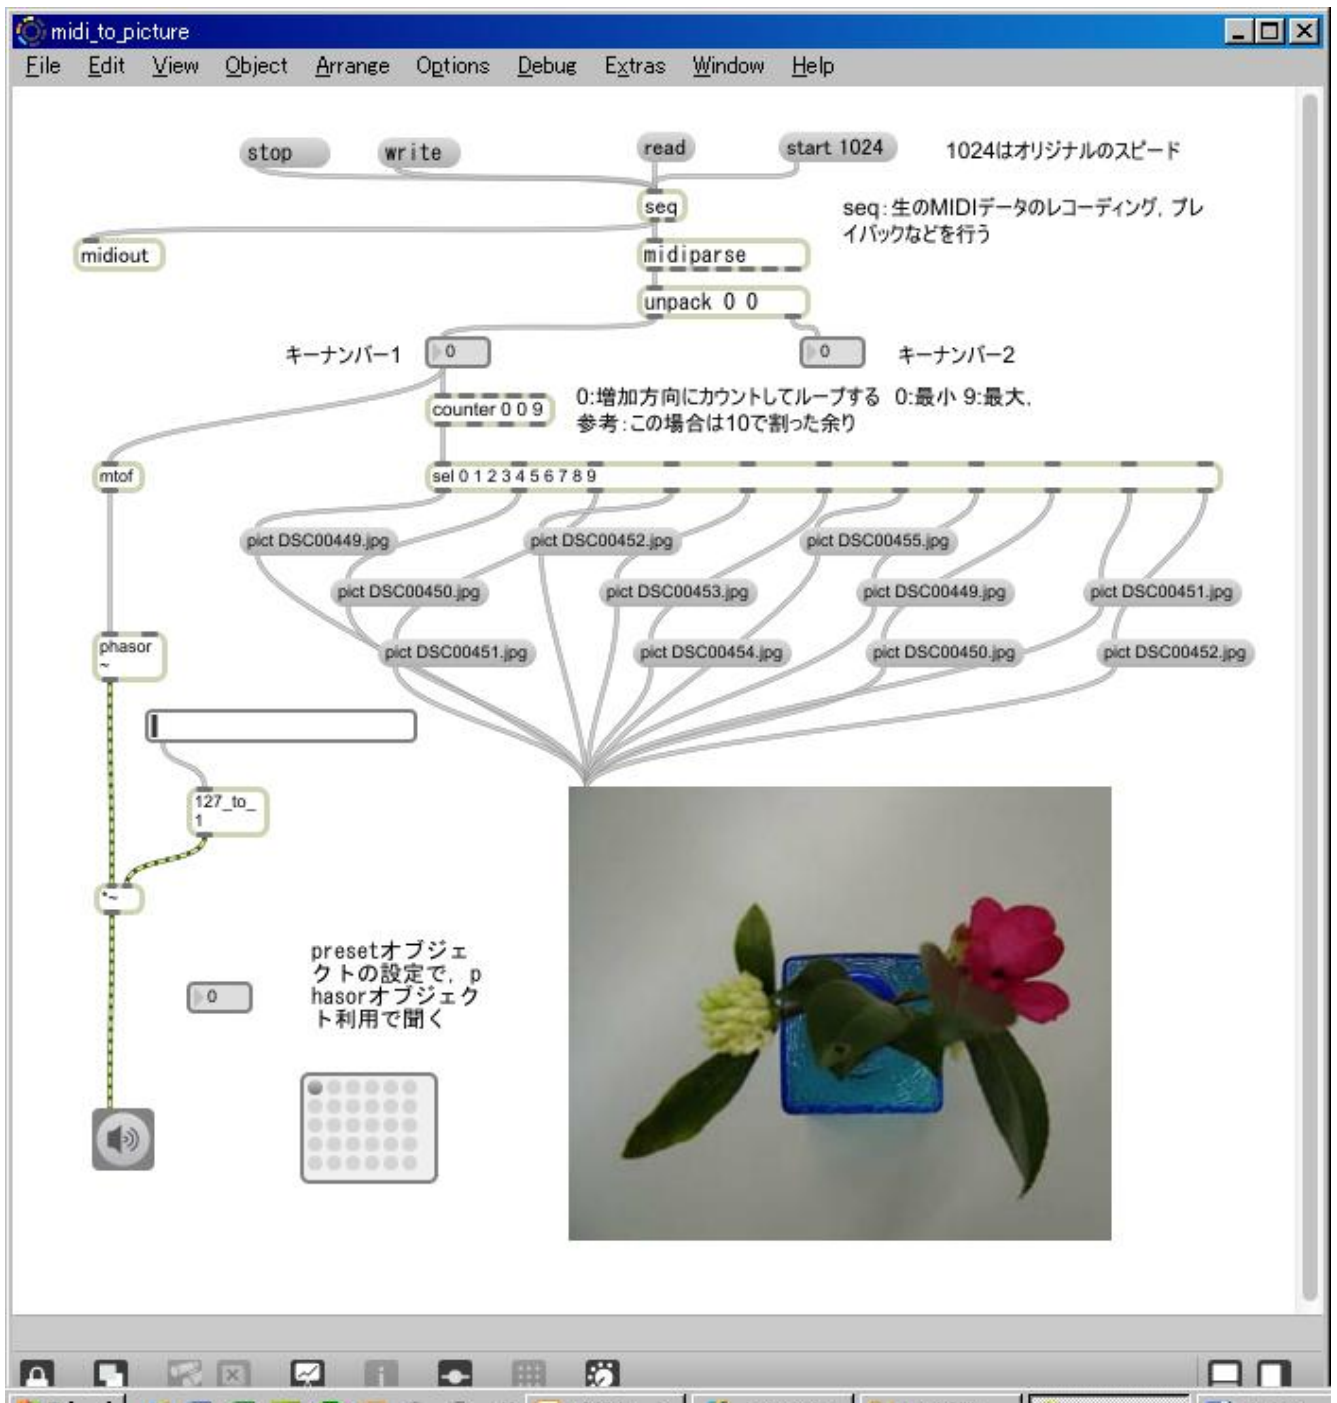 midi_to_picture
File Edit View Object Arrange Options Debug Extras Window Help
stop
write
read
start 1024
1024はオリジナルのスピード
seq
seq:生のMIDIデータのレコーディング,プレ
イバックなどを行う
midiout
midiparse
unpack 0 0
キーナンバー1
0
0
キーナンバー2
counter 0 0 9
0:増加方向にカウントしてループする 0:最小 9:最大,
参考:この場合は10で割った余り
mtof
sel 0 1 2 3 4 5 6 7 8 9
pict DSC00449.jpg
pict DSC00452.jpg
pict DSC00455.jpg
pict DSC00450.jpg
pict DSC00453.jpg
pict DSC00449.jpg
pict DSC00451.jpg
pict DSC00451.jpg
pict DSC00454.jpg
pict DSC00450.jpg
pict DSC00452.jpg
phasor
~
127_to_
1
*~
presetオブジェ
クトの設定で,p
hasorオブジェク
ト利用で聞く
0